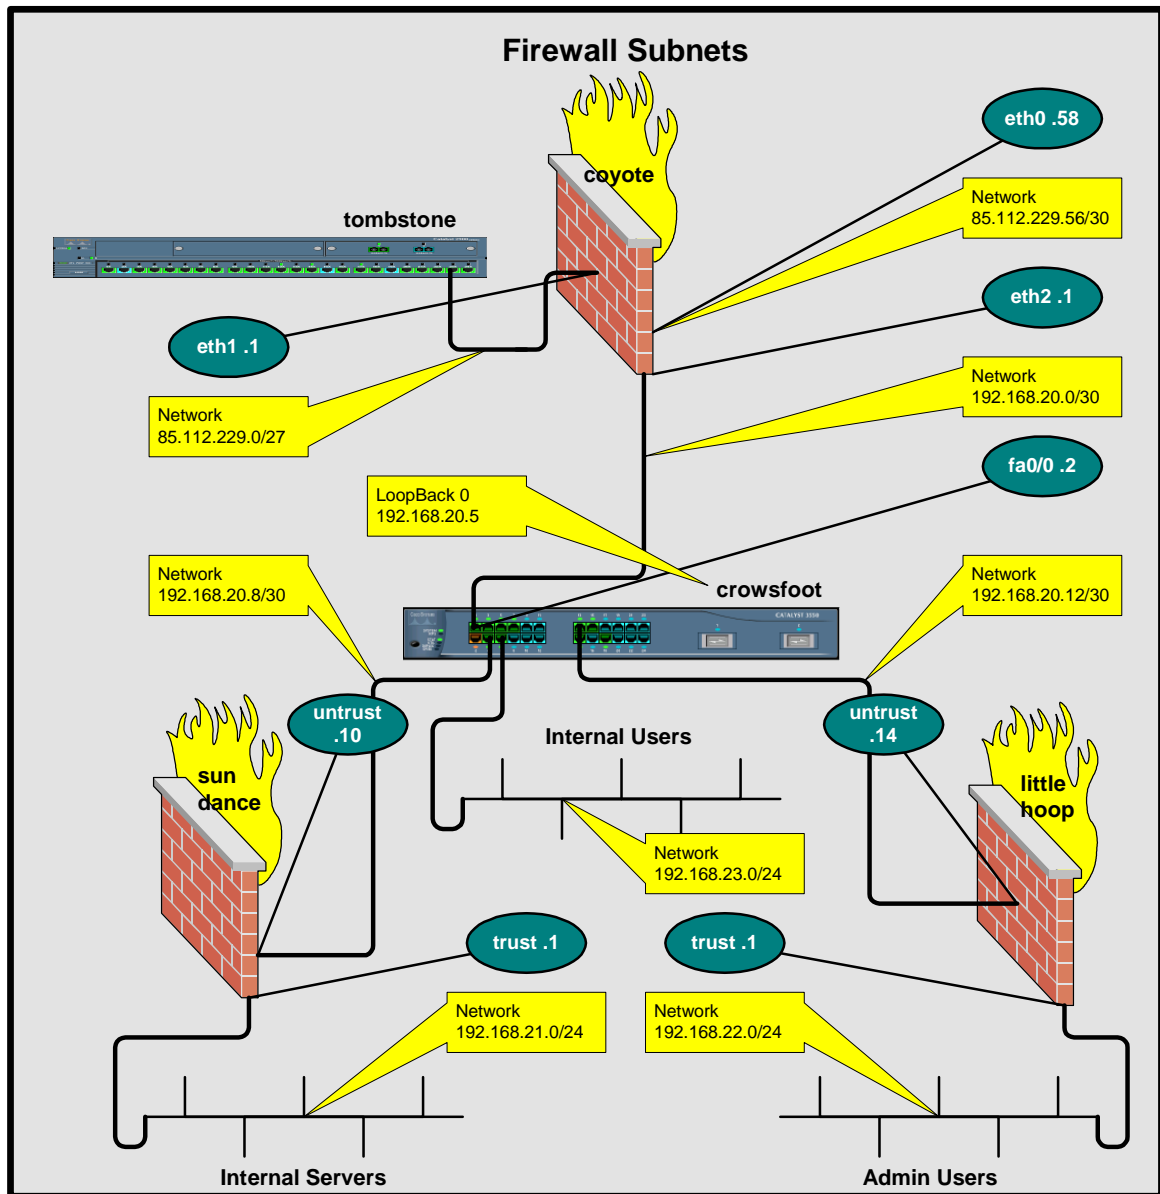 Firewall Subnets
eth0 .58
coyote
Network
85.112.229.56/30
tombstone
eth2 .1
eth1 .1
Network
192.168.20.0/30
Network
85.112.229.0/27
fa0/0 .2
LoopBack 0
192.168.20.5
Network
192.168.20.8/30
crowsfoot
Network
192.168.20.12/30
CATALYST 3550
untrust
.10
untrust
.14
Internal Users
sun
dance
little
hoop
Network
192.168.23.0/24
trust .1
trust .1
Network
192.168.21.0/24
Network
192.168.22.0/24
Internal Servers
Admin Users